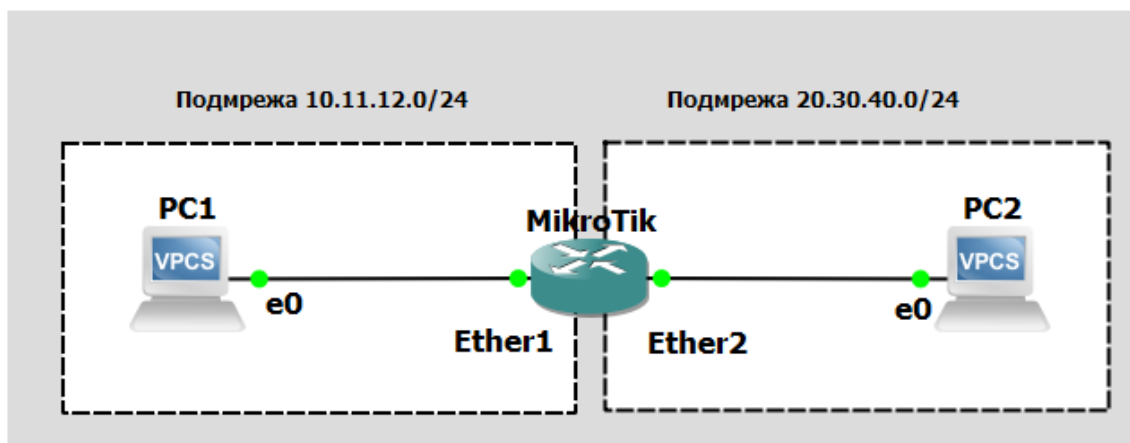 Подмрежа 10.11.12.0/24
Подмрежа 20.30.40.0/24
PC1
MikroTik
PC2
VPCS
VPCS
e0
e0
Ether1
Ether2